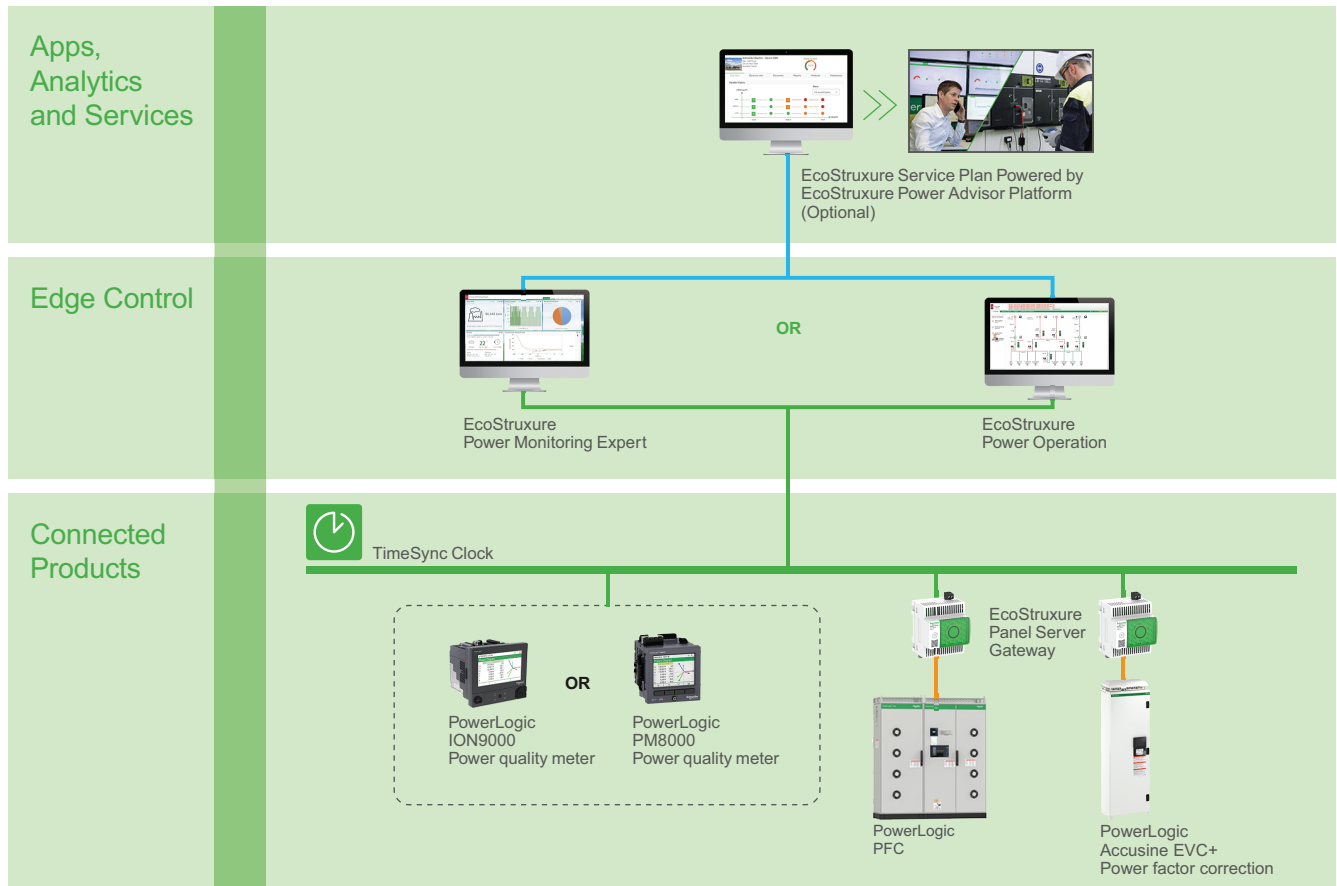 Apps,
Analytics
and Services
EcoStruxure Service Plan Powered by
EcoStruxure Power Advisor Platform
(Optional)
Edge Control
OR
EcoStruxure
Power Monitoring Expert
EcoStruxure
Power Operation
Connected
Products
TimeSync Clock
OR
PowerLogic
ION9000
Power quality meter
PowerLogic
PM8000
Power quality meter
EcoStruxure
Panel Server
Gateway
PowerLogic
PFC
PowerLogic
Accusine EVC+
Power factor correction